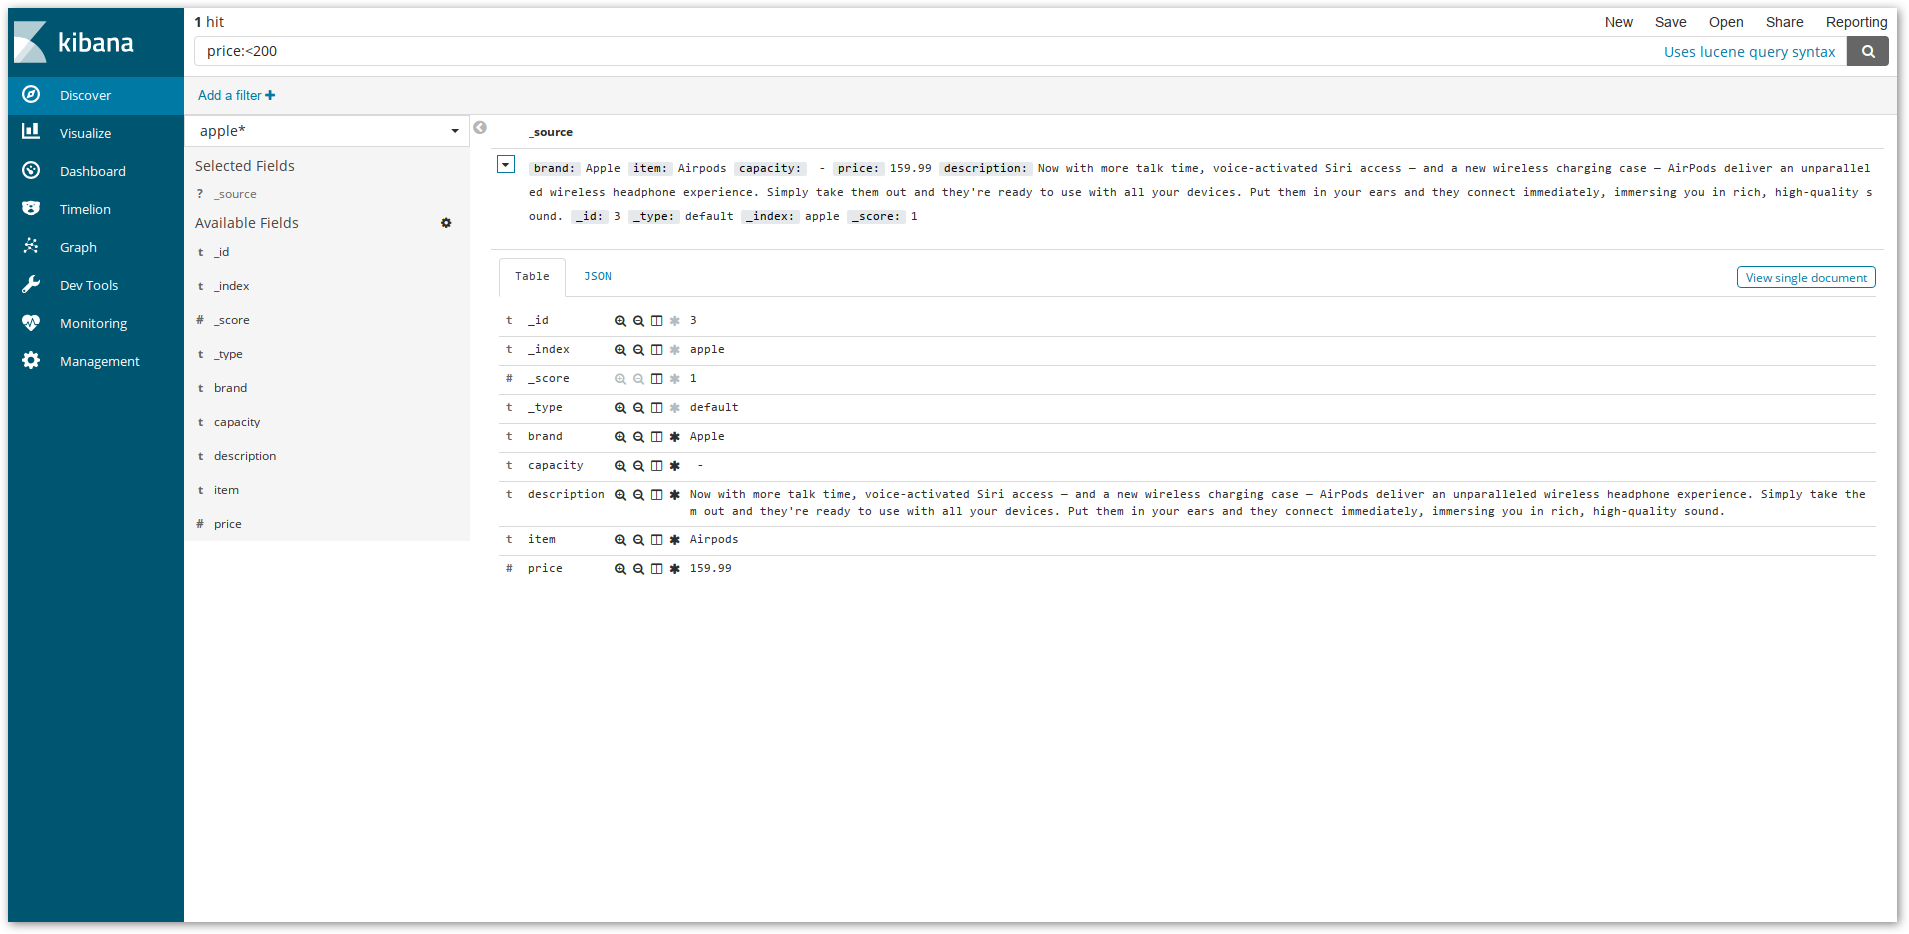 kibana
Discover
Visualize
Dashboard
Timelion
Graph
Dev Tools
Monitoring
Management
1 hit
New Save Open Share Reporting
price:<200
Uses lucene query syntax
Add a filter +
apple*
Selected Fields
? _source
Available Fields
t _id
t _index
# _score
t _type
t brand
t capacity
t description
t item
# price
_source
brand: Apple item: Airpods capacity: - price: 159.99 description: Now with more talk time, voice-activated Siri access — and a new wireless charging case — AirPods deliver an unparallel
ed wireless headphone experience. Simply take them out and they're ready to use with all your devices. Put them in your ears and they connect immediately, immersing you in rich, high-quality s
ound. _id: 3 _type: default _index: apple _score: 1
Table JSON
View single document
t _id 3
t _index apple
# _score 1
t _type default
t brand Apple
t capacity -
t description Now with more talk time, voice-activated Siri access — and a new wireless charging case — AirPods deliver an unparalleled wireless headphone experience. Simply take the
m out and they're ready to use with all your devices. Put them in your ears and they connect immediately, immersing you in rich, high-quality sound.
t item Airpods
# price 159.99